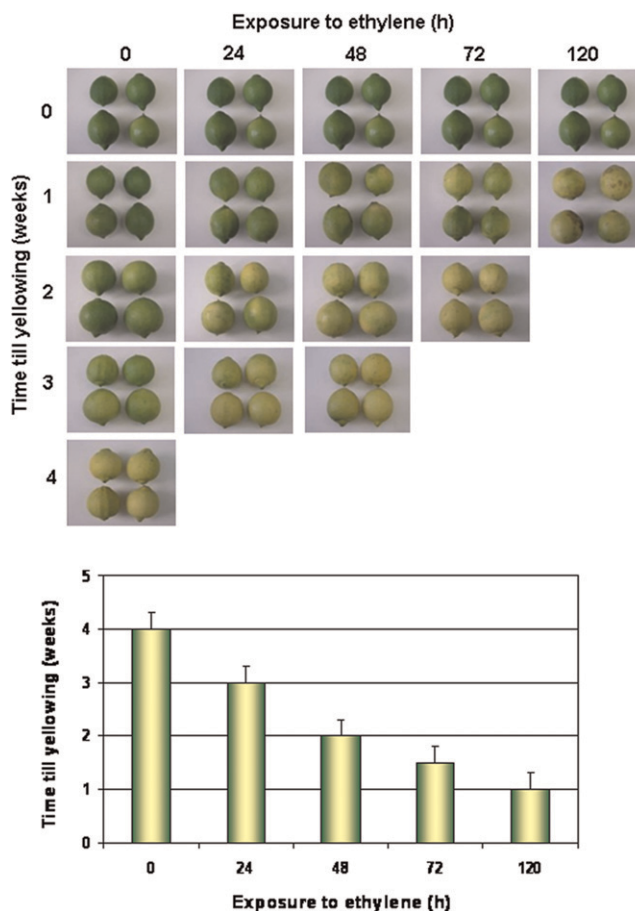 Exposure to ethylene (h)
0 24 48 72 120
Time till yellowing (weeks)
0
1
2
3
4
Time till yellowing (weeks)
5
4
3
2
1
0
0 24 48 72 120
Exposure to ethylene (h)